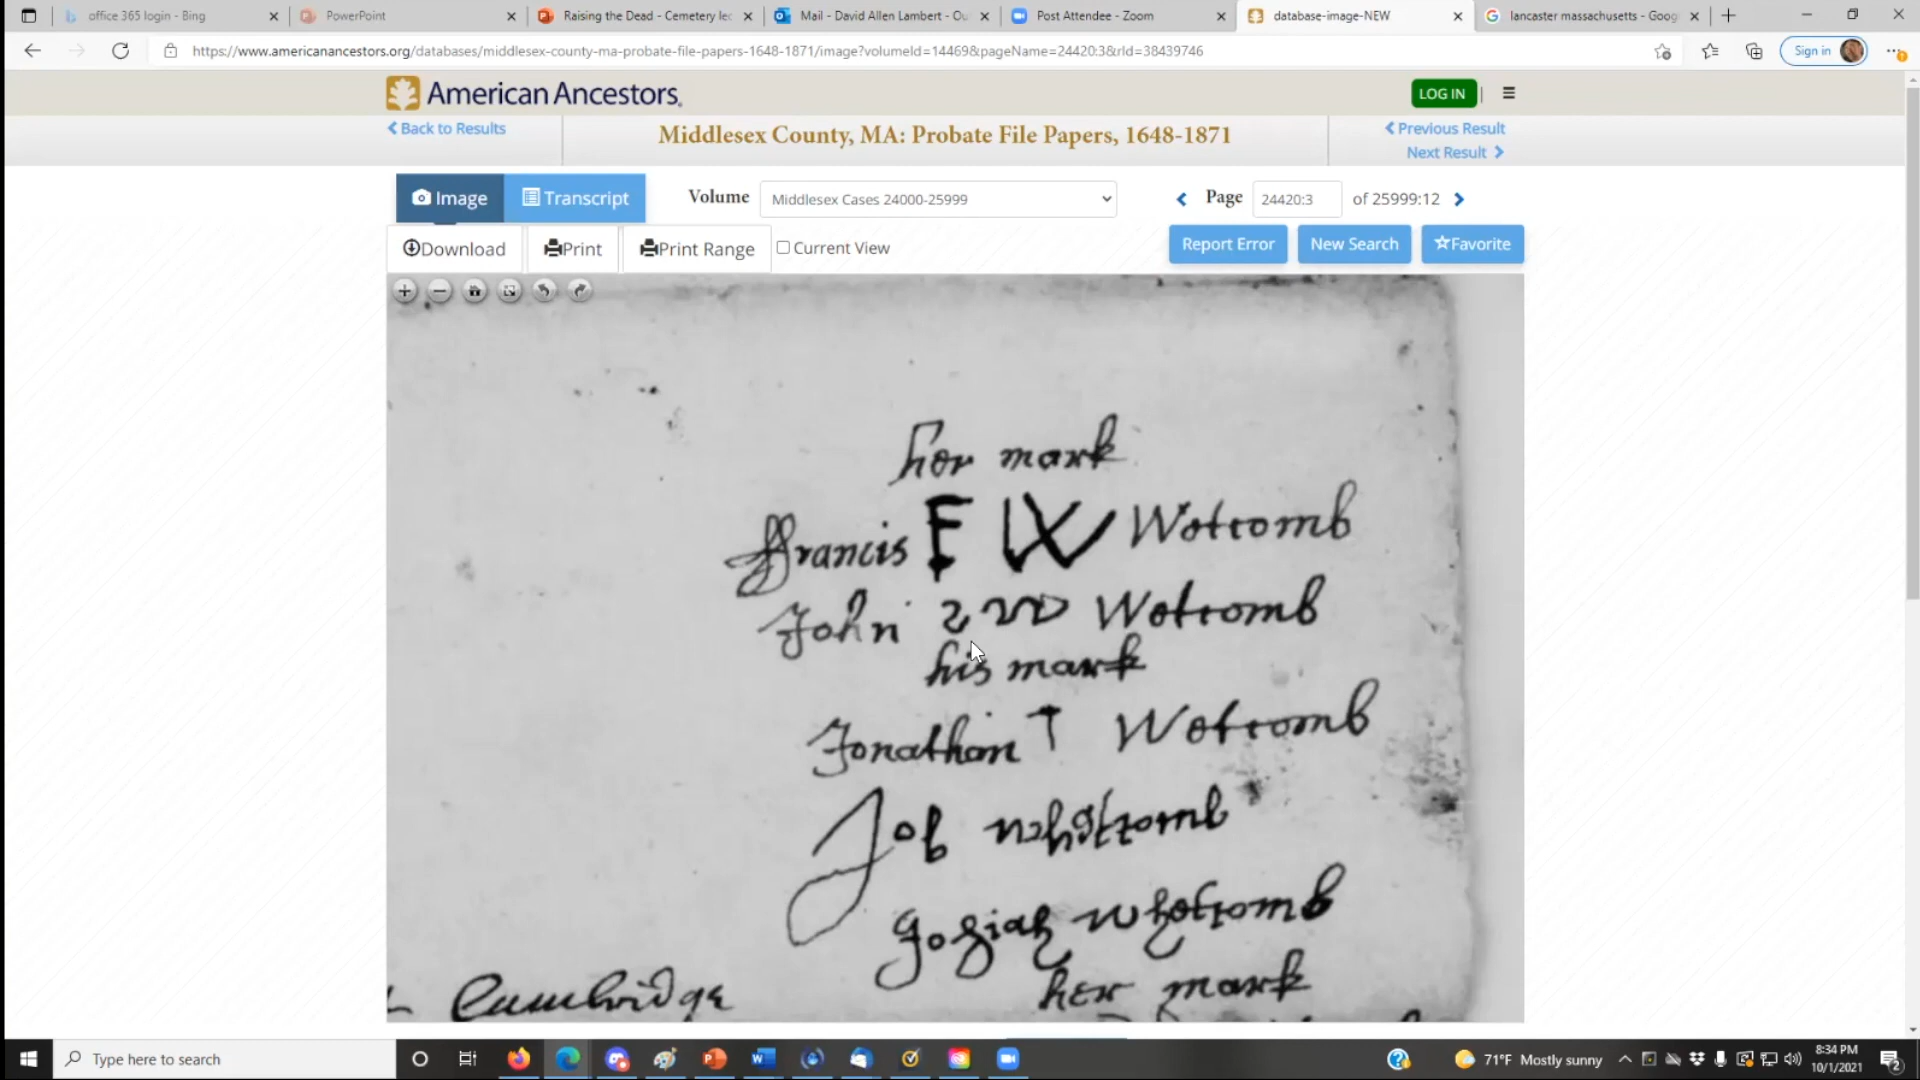 office 365 login - Bing
PowerPoint
Raising the Dead - Cemetery lec
Mail - David Allen Lambert - Ou
Post Attendee - Zoom
database-image-NEW
lancaster massachusetts - Goog
https://www.americanancestors.org/databases/middlesex-county-ma-probate-file-papers-1648-1871/image?volumeId=14469&pageName=24420:3&rId=38439746
Sign in
American Ancestors
LOG IN
Back to Results
Middlesex County, MA: Probate File Papers, 1648-1871
Previous Result
Next Result
Image
Transcript
Volume
Middlesex Cases 24000-25999
Page
24420:3
of 25999:12
Download
Print
Print Range
Current View
Report Error
New Search
Favorite
her mark
ffrancis F W Wetcomb
John Wetcomb
his mark
Jonathan T Wetcomb
Job whetcomb
Josiah whetcomb
Cambridge
her mark
Type here to search
71°F Mostly sunny
8:34 PM
10/1/2021
2